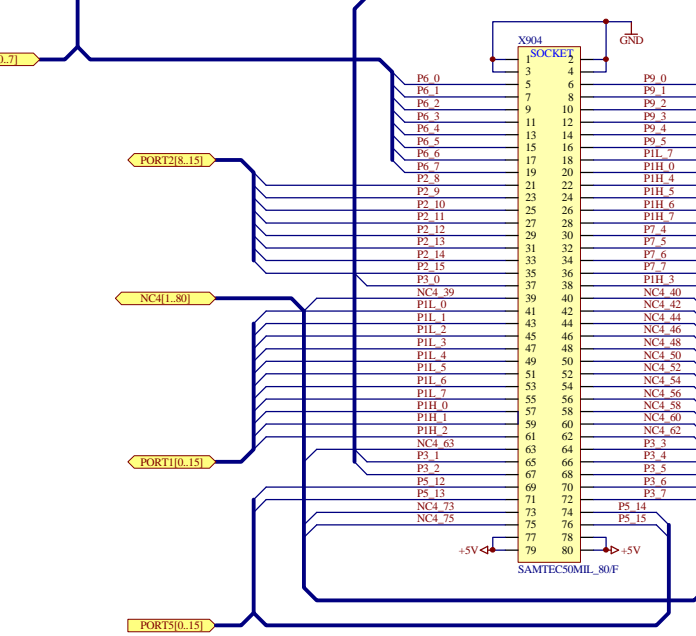 X904
GND
SOCKET
0..7]
1 2
3 4
P6_0 5 6 P9_0
P6_1 7 8 P9_1
P6_2 9 10 P9_2
P6_3 11 12 P9_3
P6_4 13 14 P9_4
P6_5 15 16 P9_5
P6_6 17 18 P1L_7
PORT2[8..15]
P6_7 19 20 P1H_0
P2_8 21 22 P1H_4
P2_9 23 24 P1H_5
P2_10 25 26 P1H_6
P2_11 27 28 P1H_7
P2_12 29 30 P7_4
P2_13 31 32 P7_5
P2_14 33 34 P7_6
P2_15 35 36 P7_7
P3_0 37 38 P1H_3
NC4[1..80]
NC4_39 39 40 NC4_40
P1L_0 41 42 NC4_42
P1L_1 43 44 NC4_44
P1L_2 45 46 NC4_46
P1L_3 47 48 NC4_48
P1L_4 49 50 NC4_50
P1L_5 51 52 NC4_52
P1L_6 53 54 NC4_54
P1L_7 55 56 NC4_56
P1H_0 57 58 NC4_58
P1H_1 59 60 NC4_60
P1H_2 61 62 NC4_62
NC4_63 63 64 P3_3
PORT1[0..15]
P3_1 65 66 P3_4
P3_2 67 68 P3_5
P5_12 69 70 P3_6
P5_13 71 72 P3_7
NC4_73 73 74 P5_14
NC4_75 75 76 P5_15
77 78
+5V 79 80 +5V
SAMTEC50MIL_80/F
PORT5[0..15]